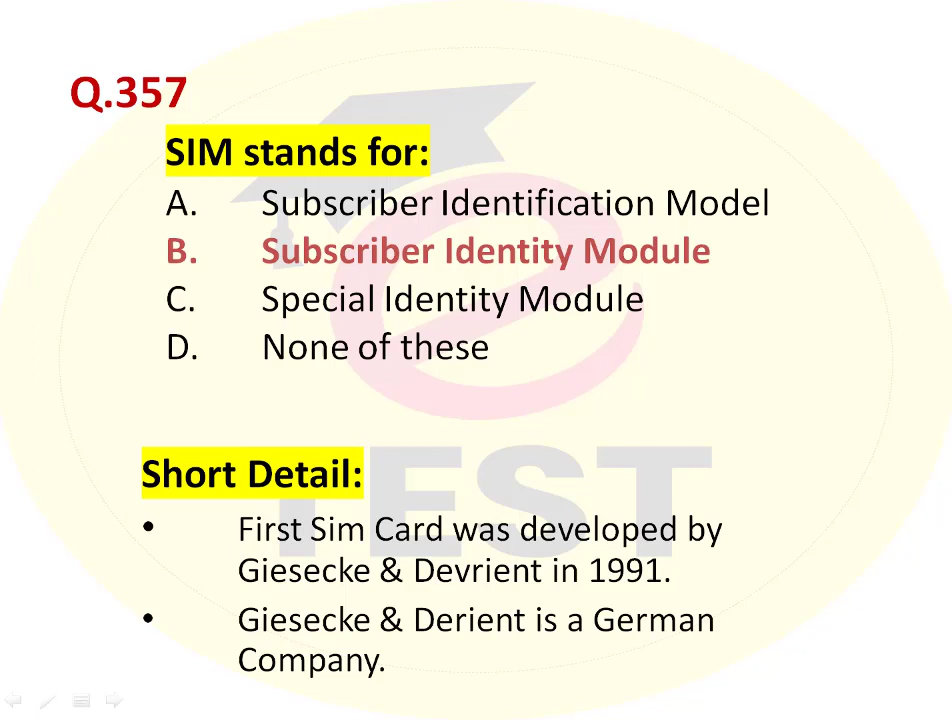 Q.357
SIM stands for:
A. Subscriber Identification Model
B. Subscriber Identity Module
C. Special Identity Module
D. None of these
TEST
Short Detail:
• First Sim Card was developed by
Giesecke & Devrient in 1991.
• Giesecke & Derient is a German
Company.